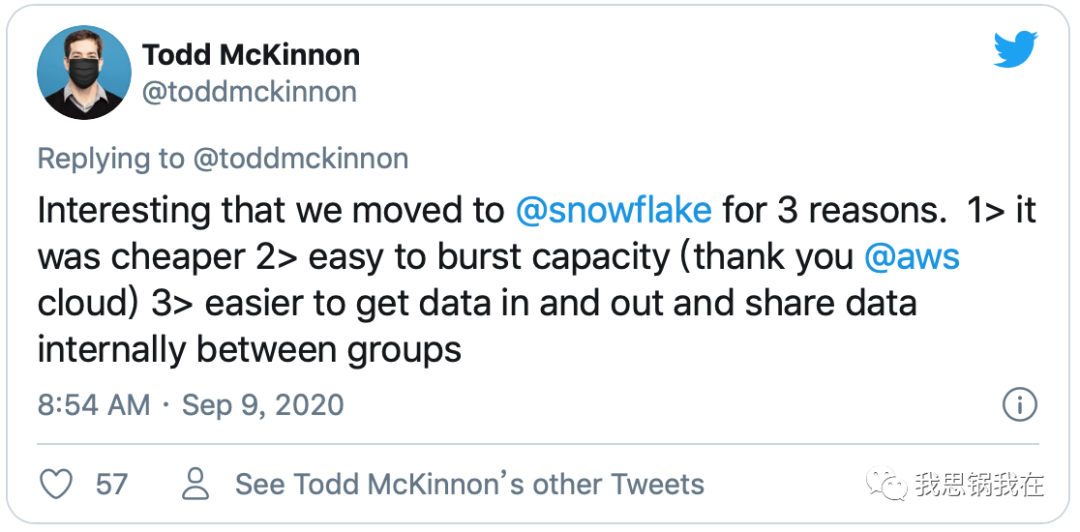 Todd McKinnon
@toddmckinnon
Replying to @toddmckinnon
Interesting that we moved to @snowflake for 3 reasons.  1> it
was cheaper 2> easy to burst capacity (thank you @aws
cloud) 3> easier to get data in and out and share data
internally between groups
8:54 AM · Sep 9, 2020
57 See Todd McKinnon’s other Tweets 我思锅我在